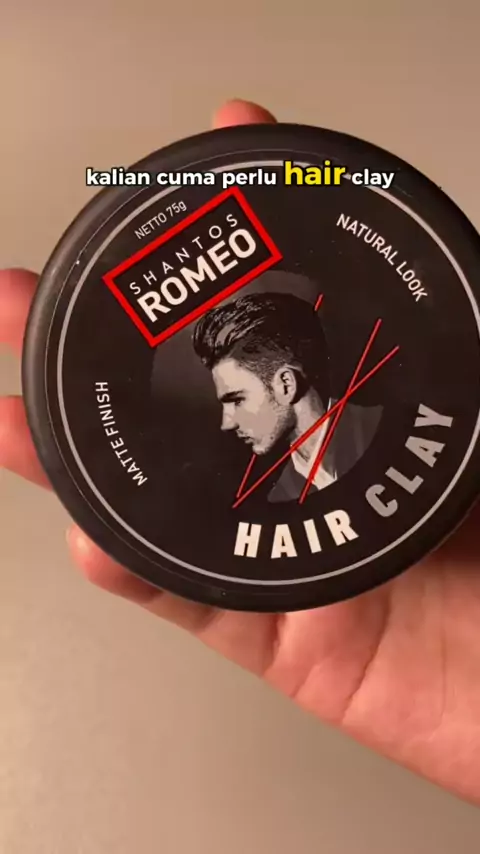 kalian cuma perlu hair clay
NETTO 75g
SHANTOS
ROMEO
NATURAL LOOK
MATTE FINISH
HAIR CLAY